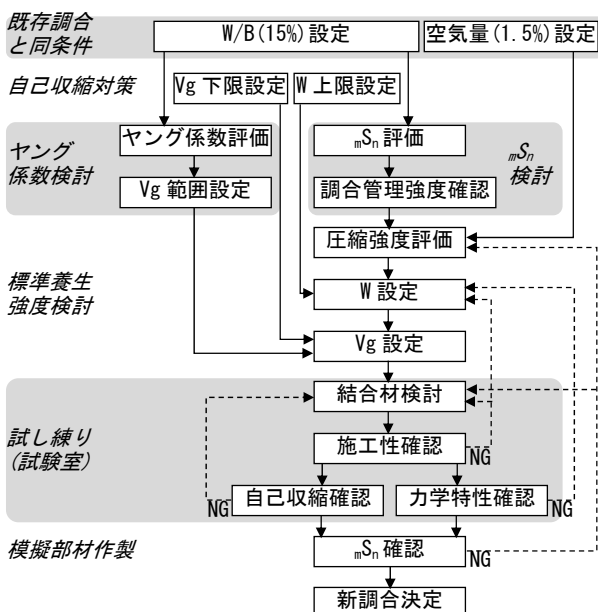 既存調合
と同条件
W/B(15%)設定
空気量(1.5%)設定
自己収縮対策
Vg 下限設定
W 上限設定
ヤング
係数検討
ヤング係数評価
Vg 範囲設定
mSn 評価
調合管理強度確認
mSn
検討
圧縮強度評価
標準養生
強度検討
W 設定
Vg 設定
結合材検討
試し練り
(試験室)
施工性確認
NG
自己収縮確認
NG
力学特性確認
NG
模擬部材作製
mSn 確認
NG
新調合決定